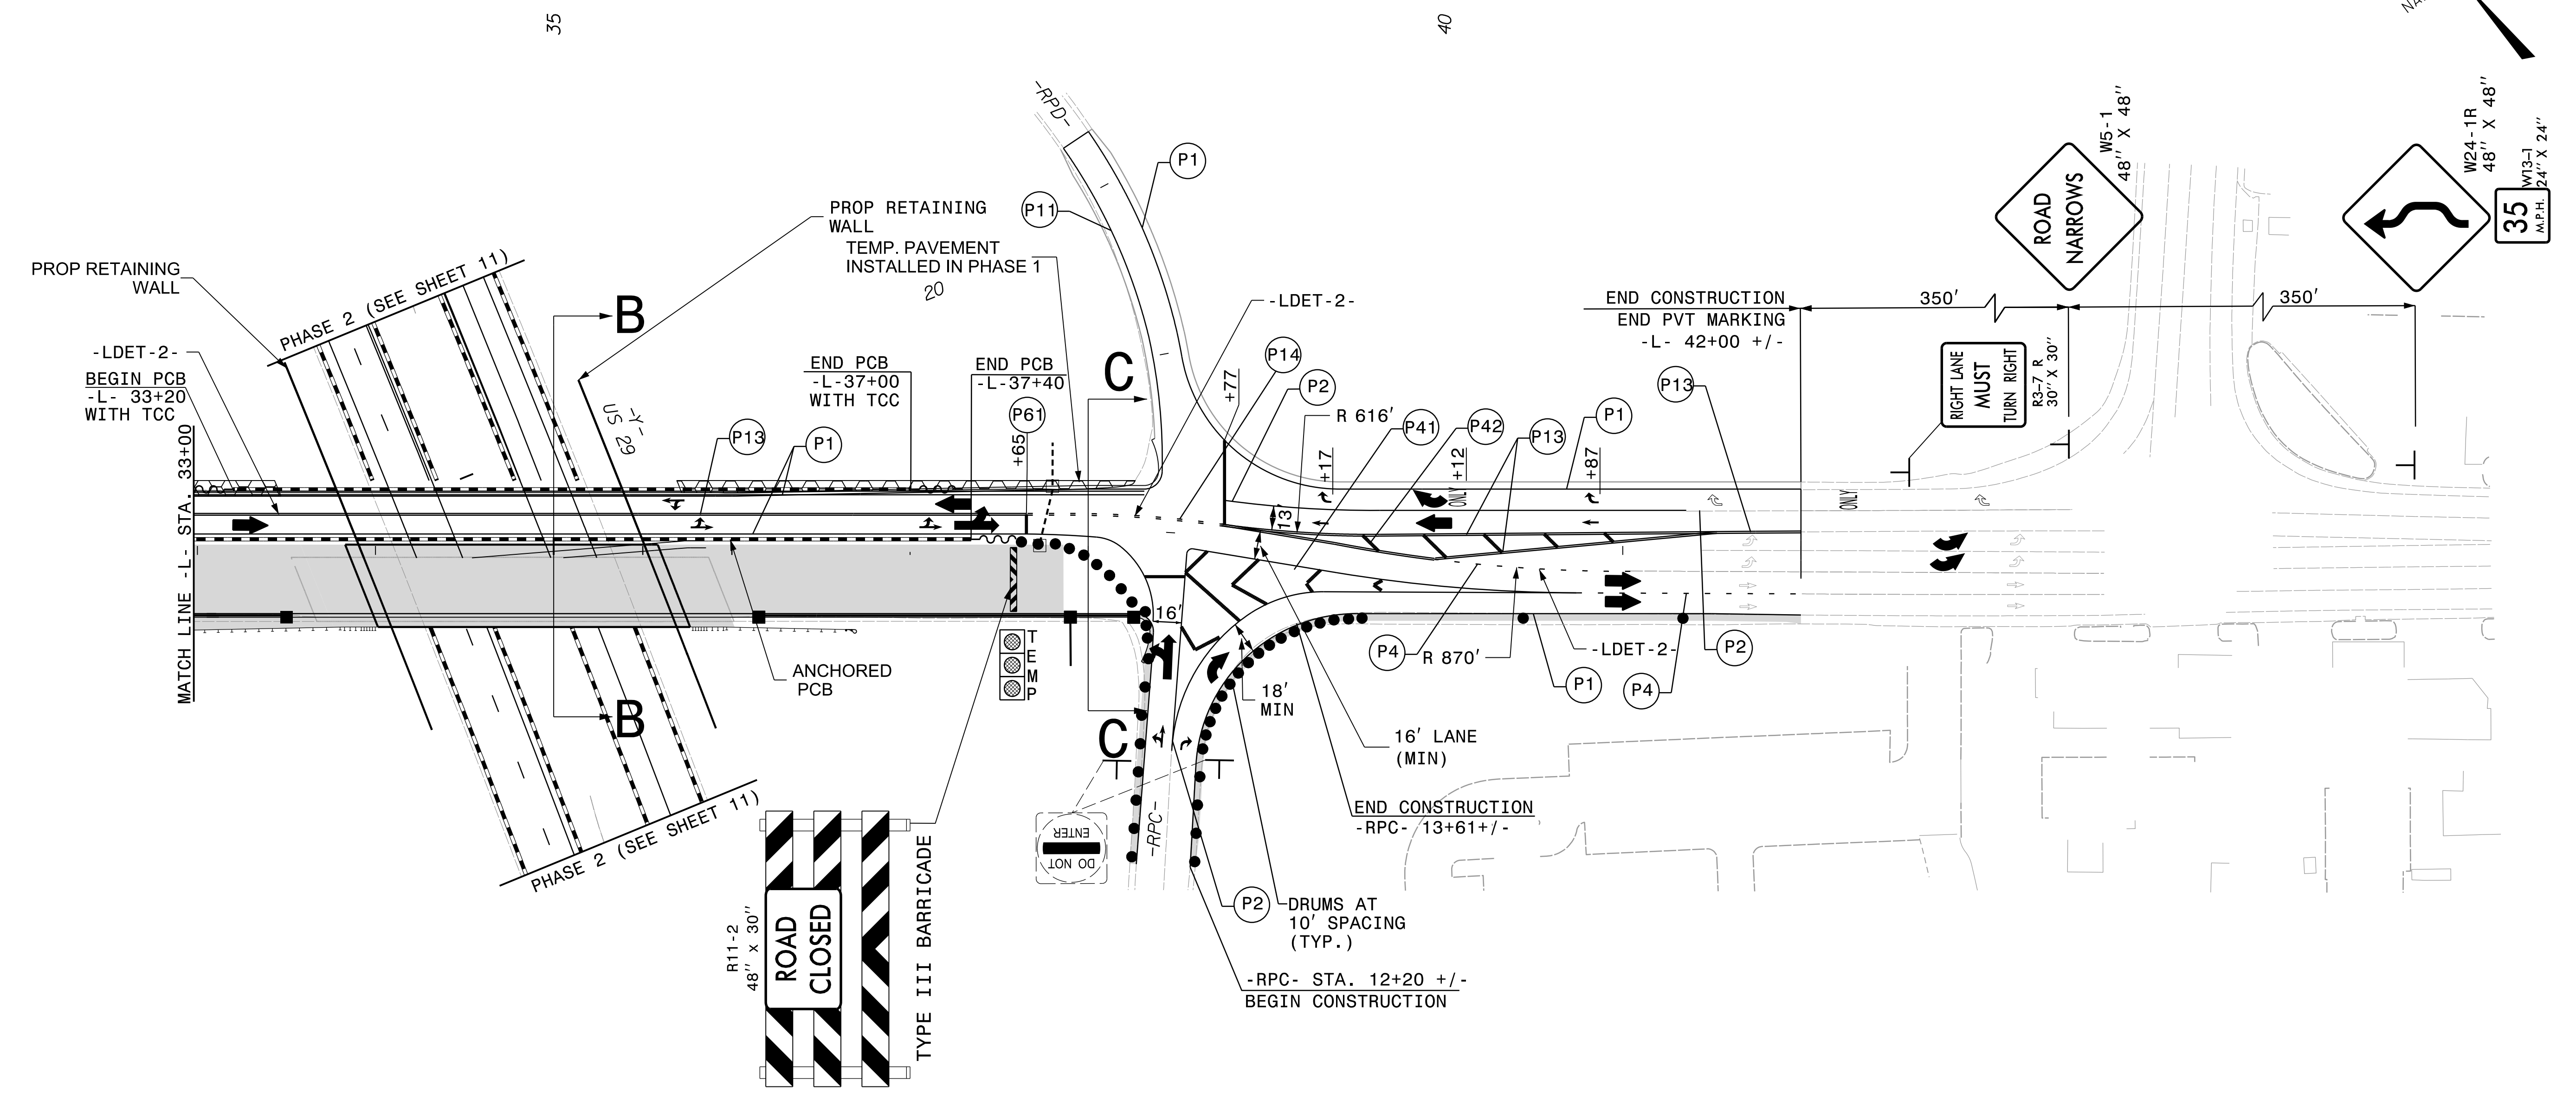 35
40
NA
-RPD-
P1
P11
PROP RETAINING
WALL
TEMP. PAVEMENT
INSTALLED IN PHASE 1
20
PROP RETAINING
WALL
PHASE 2 (SEE SHEET 11)
B
-LDET-2-
BEGIN PCB
-L- 33+20
WITH TCC
MATCH LINE -L- STA. 33+00
-Y-
US 29
P13
P1
END PCB
-L-37+00
WITH TCC
END PCB
-L-37+40
P61
+65
C
-LDET-2-
P14
P2
+77
R 616'
13'
P41
P42
P13
P1
+17
+12
+87
ONLY
END CONSTRUCTION
END PVT MARKING
-L- 42+00 +/-
P13
350'
350'
ROAD
NARROWS
W5-1
48" X 48"
W24-1R
48" X 48"
35
M.P.H.
W13-1
24" X 24"
RIGHT LANE
MUST
TURN RIGHT
R3-7 R
30" X 30"
ONLY
16'
TEMP
ANCHORED
PCB
B
C
18'
MIN
16' LANE
(MIN)
P4
R 870'
-LDET-2-
P1
P4
P2
END CONSTRUCTION
-RPC- 13+61+/-
DO NOT
ENTER
-RPC-
P2
DRUMS AT
10' SPACING
(TYP.)
-RPC- STA. 12+20 +/-
BEGIN CONSTRUCTION
PHASE 2 (SEE SHEET 11)
R11-2
48" x 30"
ROAD
CLOSED
TYPE III BARRICADE